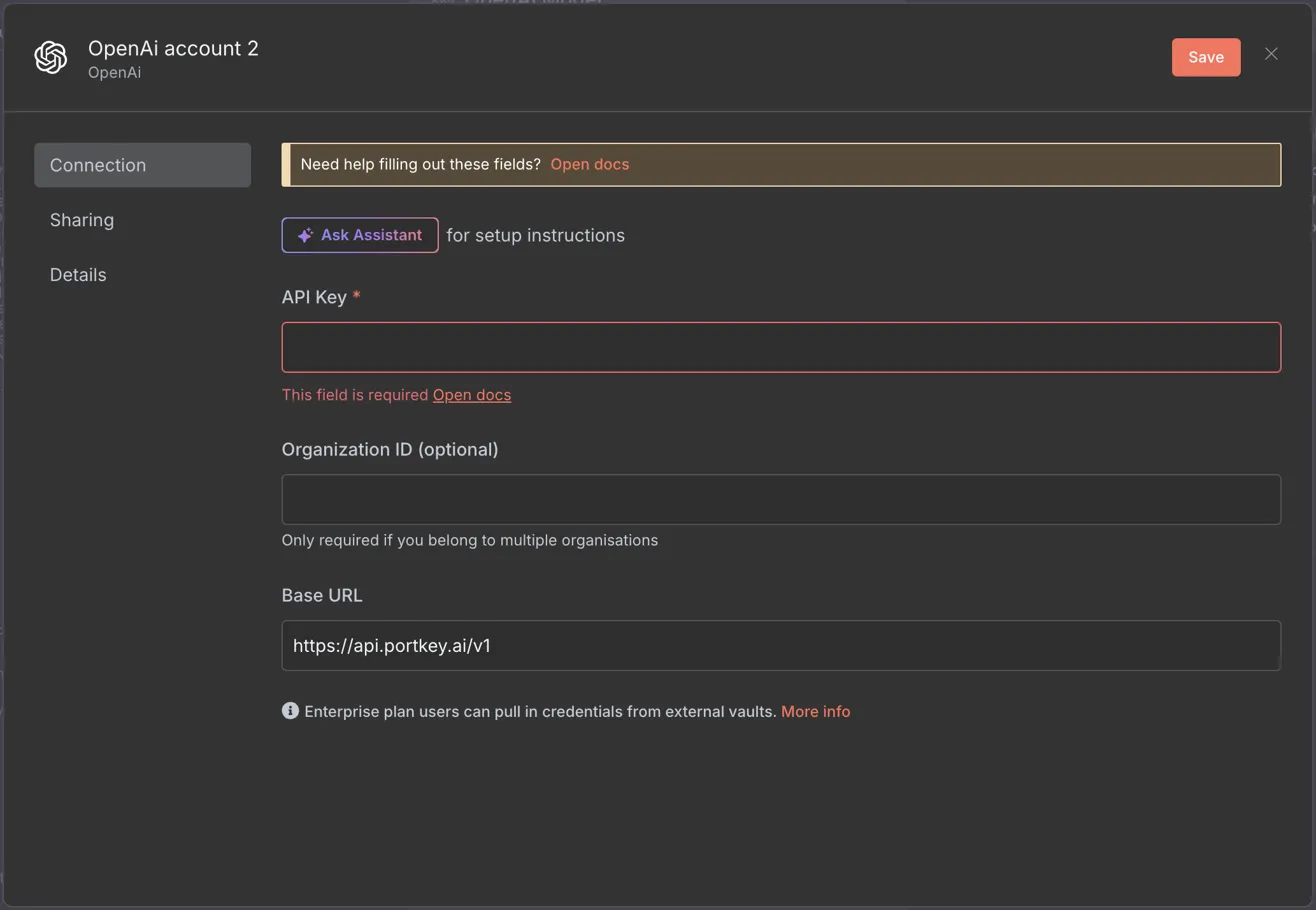 OpenAi account 2
OpenAi
Save
Connection
Sharing
Details
Need help filling out these fields? Open docs
Ask Assistant for setup instructions
API Key *
This field is required Open docs
Organization ID (optional)
Only required if you belong to multiple organisations
Base URL
https://api.portkey.ai/v1
Enterprise plan users can pull in credentials from external vaults. More info